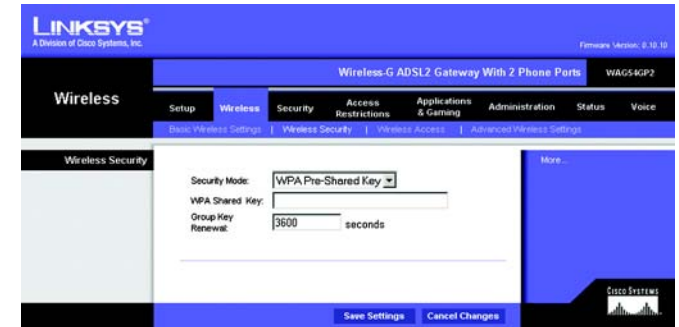 LINKSYS®
A Division of Cisco Systems, Inc.
Firmware Version: 0.10.10
Wireless-G ADSL2 Gateway With 2 Phone Ports WAG54GP2
Wireless
Setup Wireless Security Access Restrictions Applications & Gaming Administration Status Voice
Basic Wireless Settings | Wireless Security | Wireless Access | Advanced Wireless Settings
Wireless Security
More...
Security Mode: WPA Pre-Shared Key
WPA Shared Key:
Group Key Renewal: 3600 seconds
CISCO SYSTEMS
Save Settings Cancel Changes